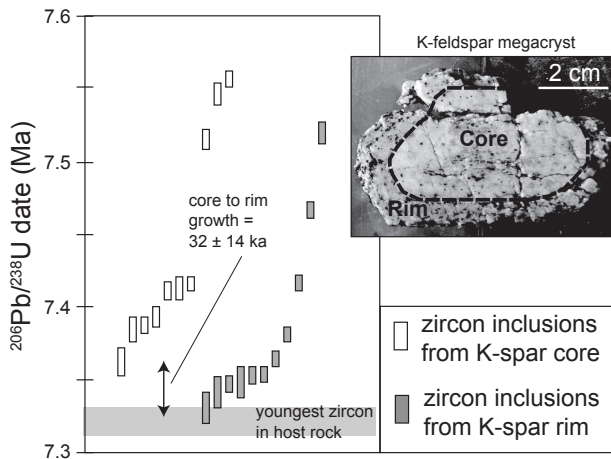 7.6
7.5
7.4
7.3
²⁰⁶Pb/²³⁸U date (Ma)
core to rim
growth =
32 ± 14 ka
youngest zircon
in host rock
K-feldspar megacryst
2 cm
Core
Rim
zircon inclusions
from K-spar core
zircon inclusions
from K-spar rim